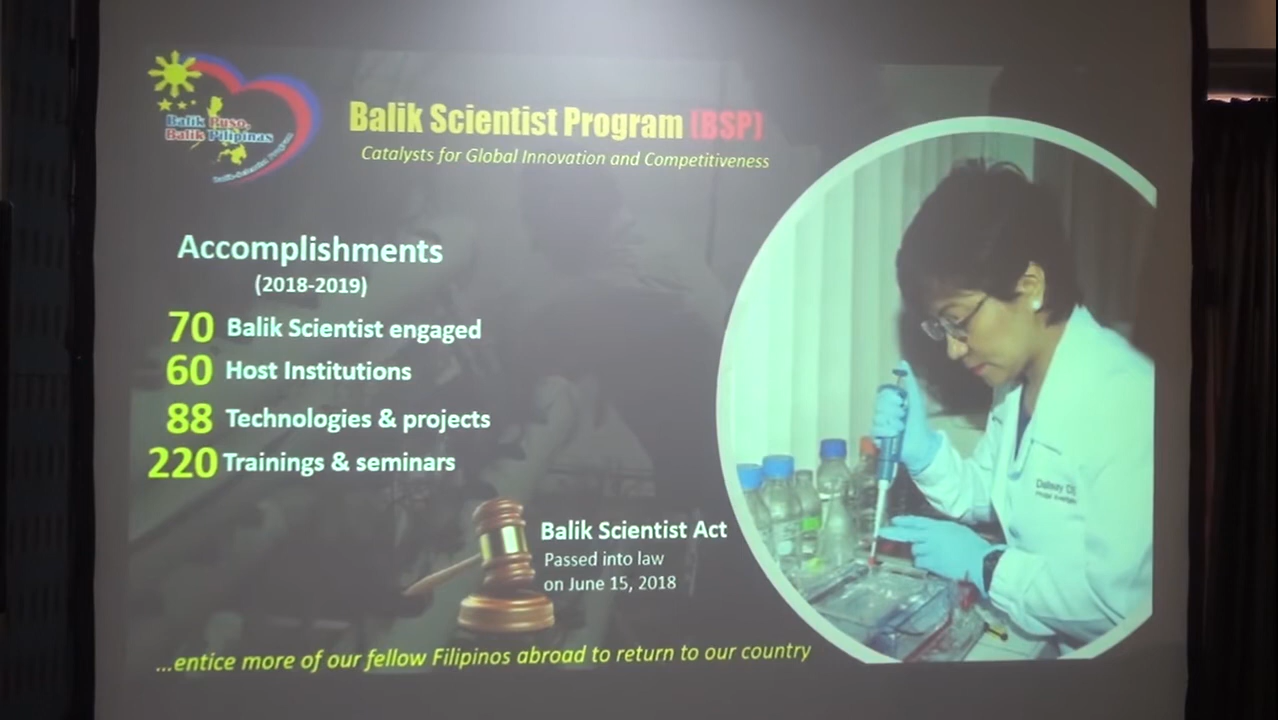 Balik Puso,
Balik Pilipinas
Balik Scientist Program (BSP)
Catalysts for Global Innovation and Competitiveness
Accomplishments
(2018-2019)
70 Balik Scientist engaged
60 Host Institutions
88 Technologies & projects
220 Trainings & seminars
Balik Scientist Act
Passed into law
on June 15, 2018
...entice more of our fellow Filipinos abroad to return to our country